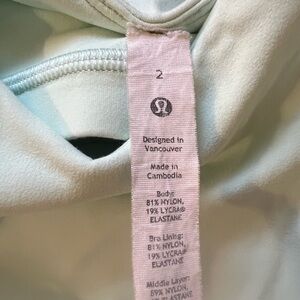 2
Designed in
Vancouver
Made in
Cambodia
Body:
81% NYLON,
19% LYCRA®
ELASTANE
Bra Lining:
81% NYLON,
19% LYCRA®
ELASTANE
Middle Layer:
NYLON,